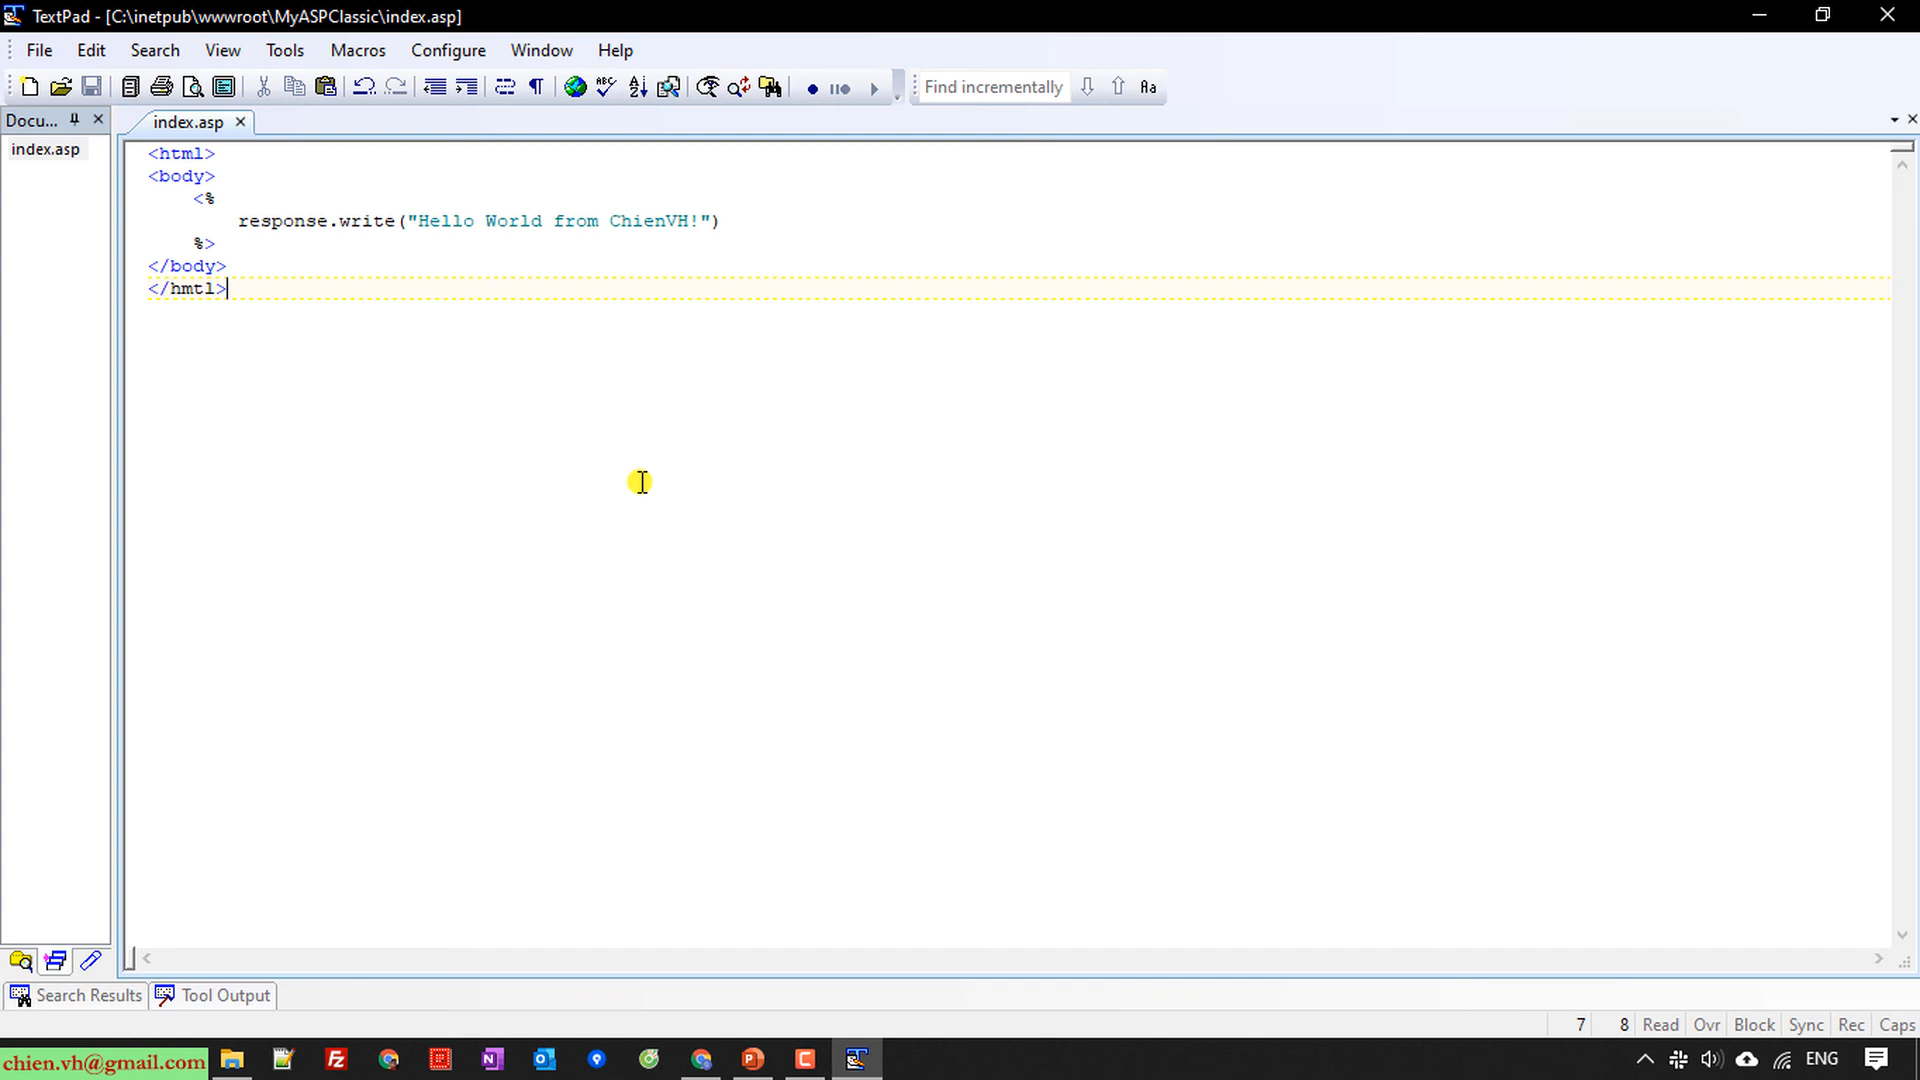 TextPad - [C:\inetpub\wwwroot\MyASPClassic\index.asp]
File Edit Search View Tools Macros Configure Window Help
Find incrementally Aa
Docu... index.asp
index.asp
<html>
<body>
<%
response.write("Hello World from ChienVH!")
%>
</body>
</hmtl>
Search Results Tool Output
7 8 Read Ovr Block Sync Rec Caps
chien.vh@gmail.com ENG